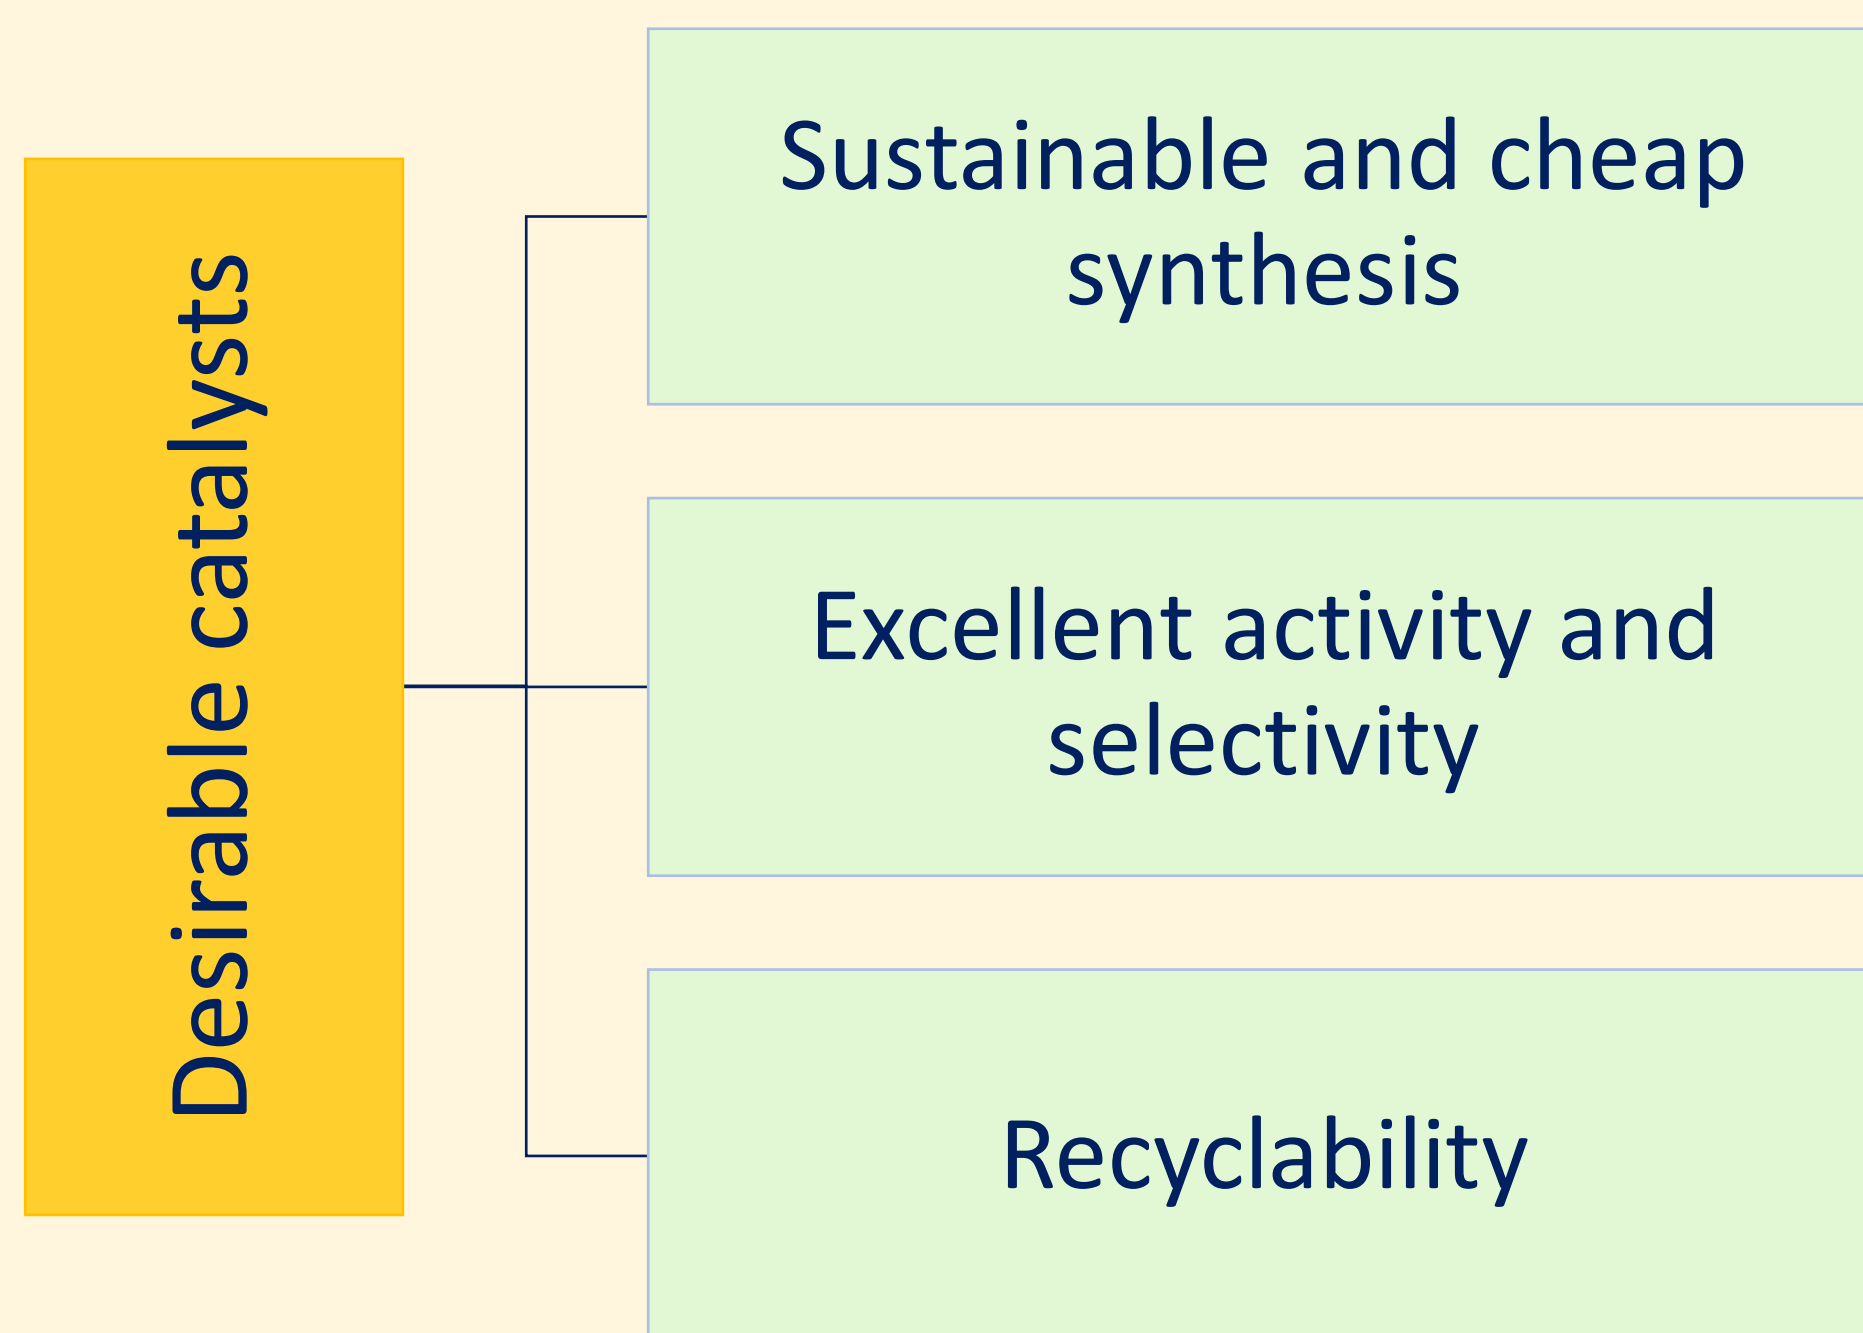 Desirable catalysts
Sustainable and cheap
synthesis
Excellent activity and
selectivity
Recyclability